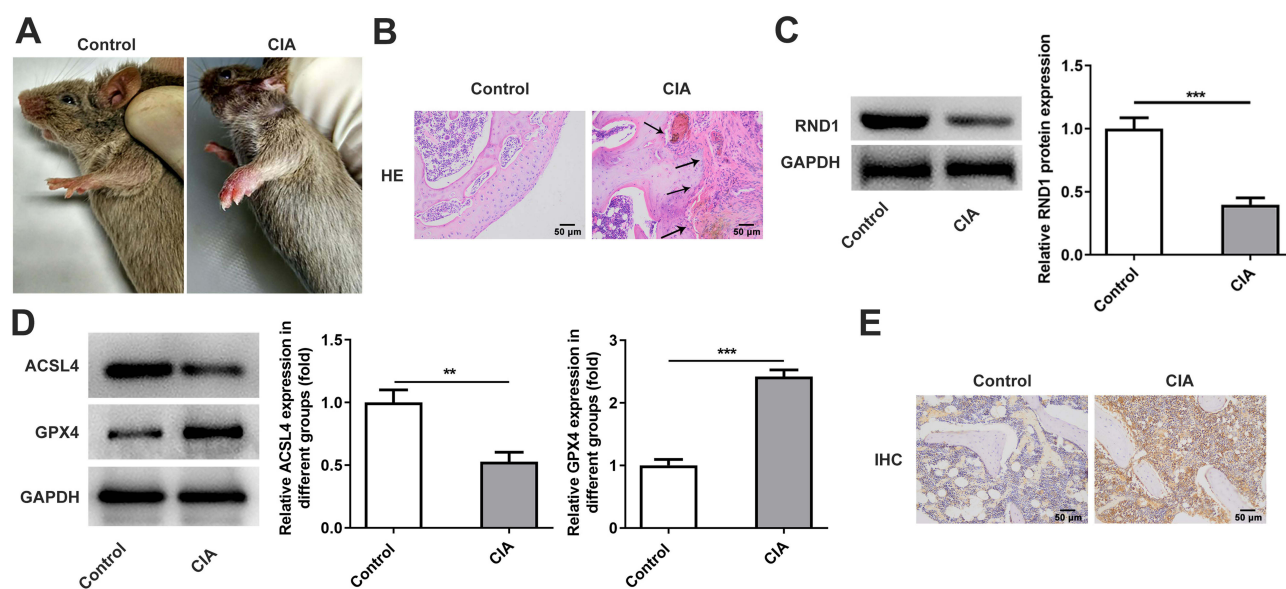 A
Control
CIA
B
Control
CIA
HE
50 μm
50 μm
C
RND1
GAPDH
Control
CIA
Relative RND1 protein expression
1.5
1.0
0.5
0.0
***
Control
CIA
D
ACSL4
GPX4
GAPDH
Control
CIA
Relative ACSL4 expression in
different groups (fold)
1.5
1.0
0.5
0.0
**
Control
CIA
Relative GPX4 expression in
different groups (fold)
3
2
1
0
***
Control
CIA
E
Control
CIA
IHC
50 μm
50 μm